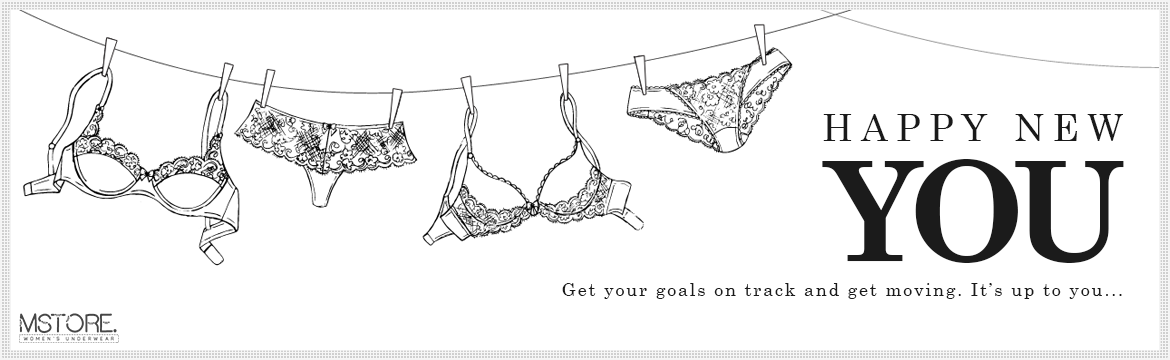 HAPPY NEW
YOU
Get your goals on track and get moving. It's up to you...
MSTORE.
WOMEN'S UNDERWEAR